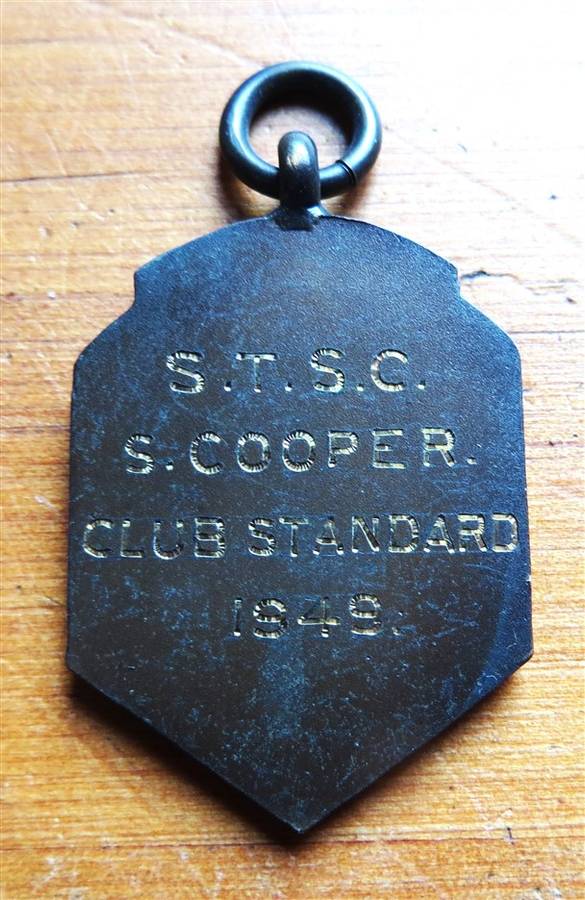 S.T.S.C.
S. COOPER.
CLUB STANDARD
1949.